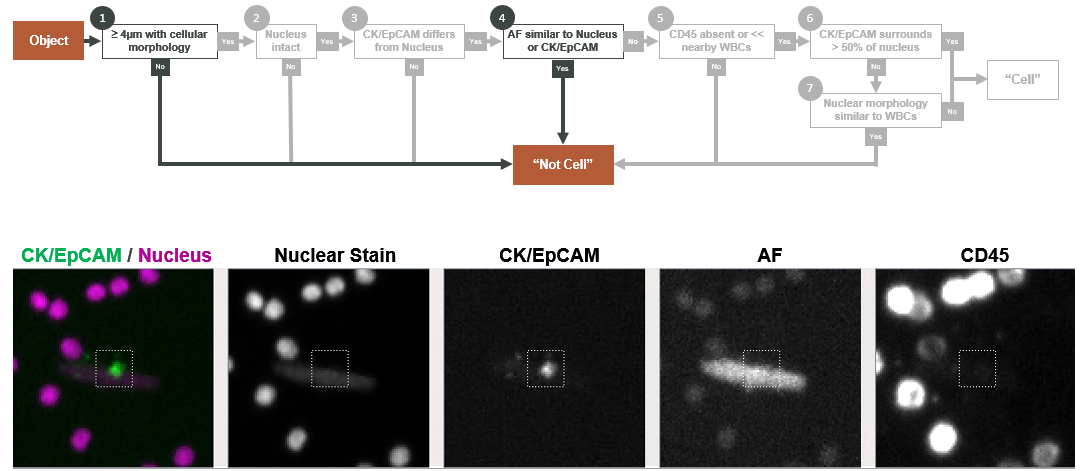 1
2
3
4
5
6
Object
≥ 4µm with cellular
morphology
Yes
Nucleus
intact
Yes
CK/EpCAM differs
from Nucleus
Yes
AF similar to Nucleus
or CK/EpCAM
No
CD45 absent or <<
nearby WBCs
Yes
CK/EpCAM surrounds
> 50% of nucleus
Yes
No
No
No
Yes
No
No
“Cell”
7
Nuclear morphology
similar to WBCs
No
Yes
“Not Cell”
CK/EpCAM / Nucleus
Nuclear Stain
CK/EpCAM
AF
CD45